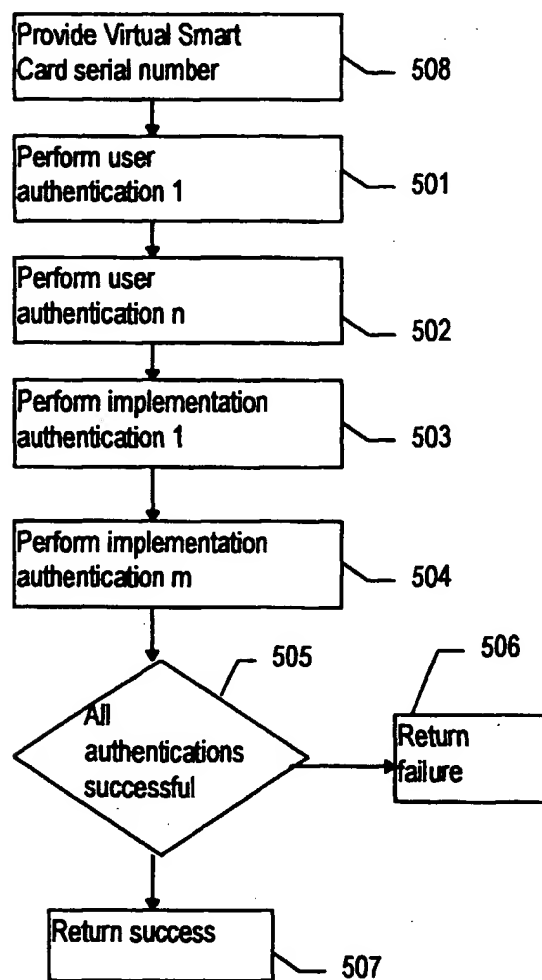 Provide Virtual Smart
Card serial number
508
Perform user
authentication 1
501
Perform user
authentication n
502
Perform implementation
authentication 1
503
Perform implementation
authentication m
504
505
All
authentications
successful
506
Return
failure
Return success
507